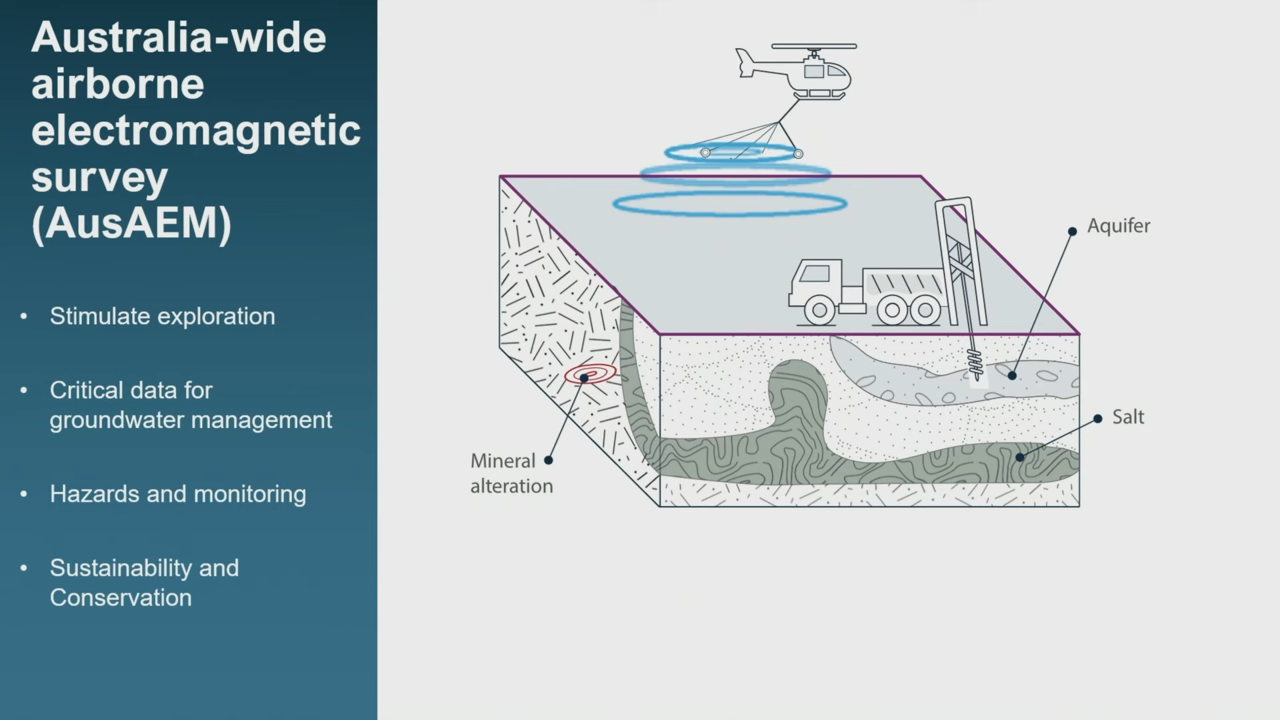 Australia-wide
airborne
electromagnetic
survey
(AusAEM)
• Stimulate exploration
• Critical data for
groundwater management
• Hazards and monitoring
• Sustainability and
Conservation
Aquifer
Salt
Mineral
alteration